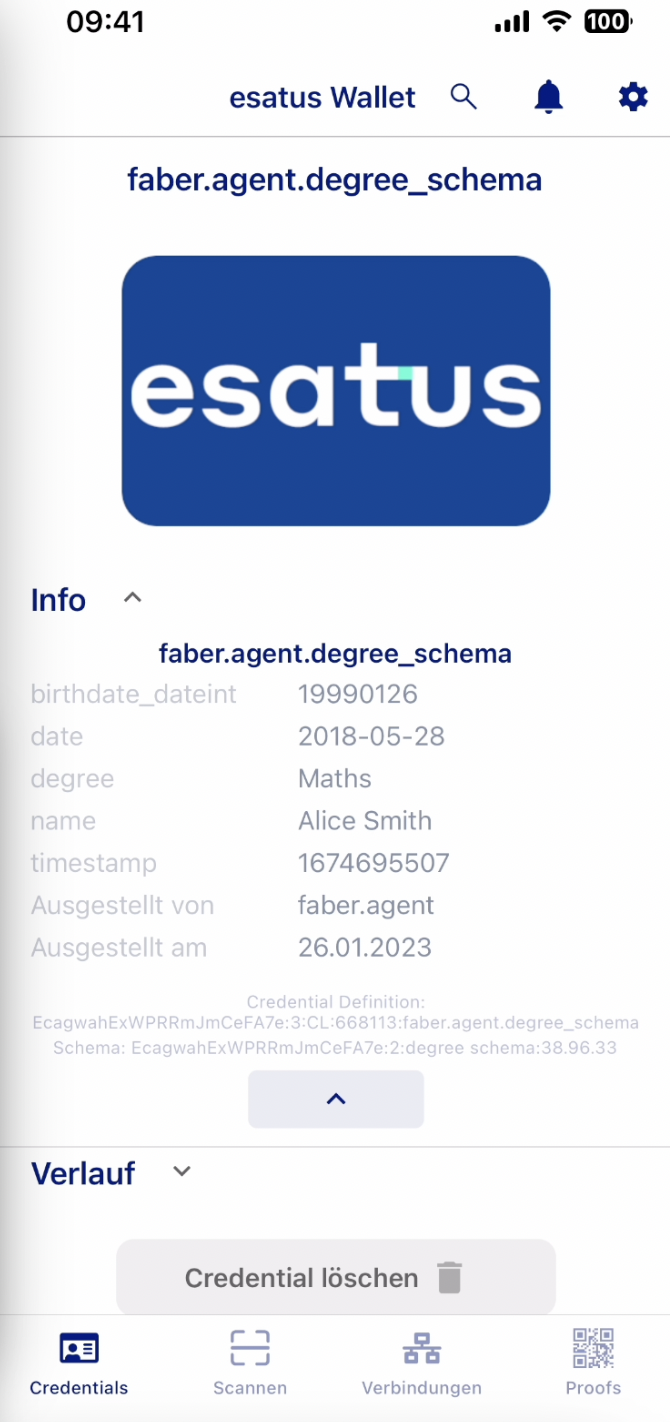 09:41
100
esatus Wallet
faber.agent.degree_schema
esatus
Info
faber.agent.degree_schema
birthdate_dateint 19990126
date 2018-05-28
degree Maths
name Alice Smith
timestamp 1674695507
Ausgestellt von faber.agent
Ausgestellt am 26.01.2023
Credential Definition:
EcagwahExWPRRmJmCeFA7e:3:CL:668113:faber.agent.degree_schema
Schema: EcagwahExWPRRmJmCeFA7e:2:degree schema:38.96.33
Verlauf
Credential löschen
Credentials Scannen Verbindungen Proofs